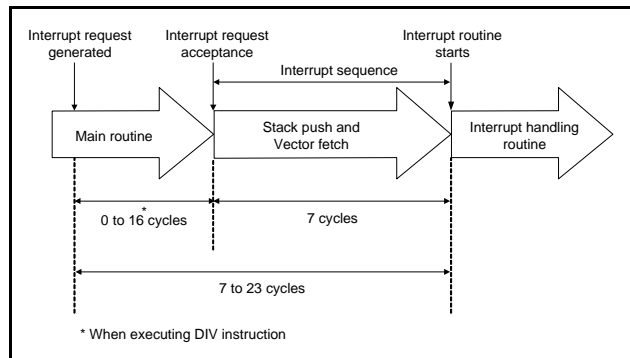 Interrupt request
generated
Interrupt request
acceptance
Interrupt routine
starts
Interrupt sequence
Main routine
Stack push and
Vector fetch
Interrupt handling
routine
0 to 16* cycles
7 cycles
7 to 23 cycles
* When executing DIV instruction